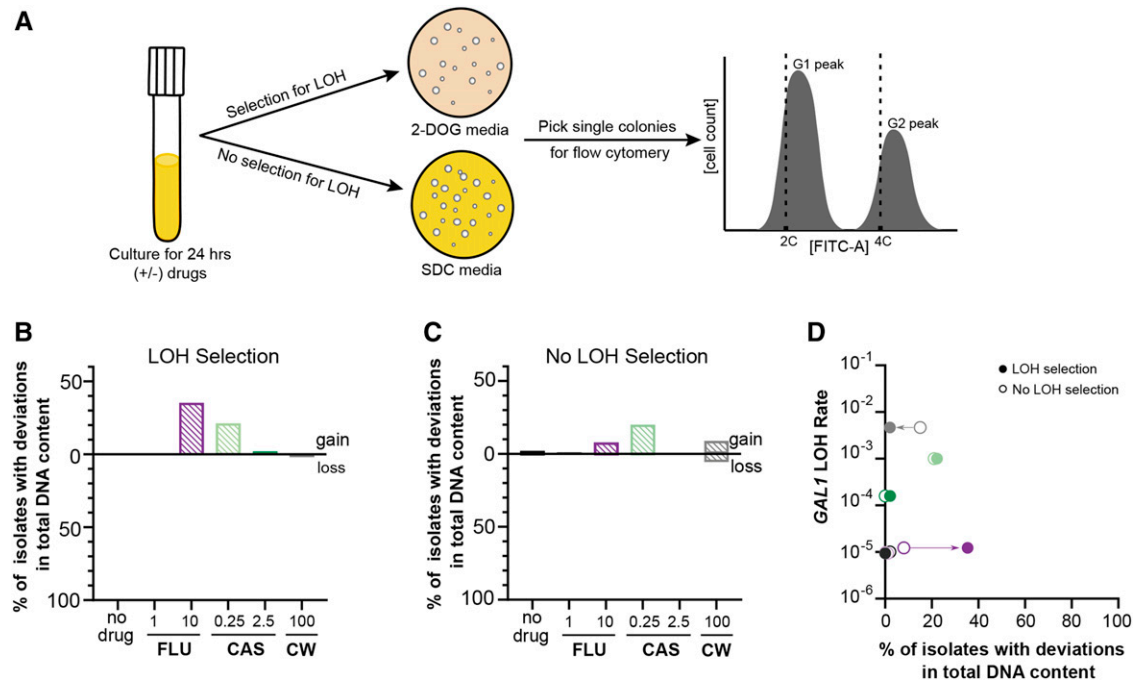 A
Culture for 24 hrs
(+/-) drugs
Selection for LOH
No selection for LOH
2-DOG media
SDC media
Pick single colonies
for flow cytomery
[cell count]
G1 peak
G2 peak
2C
[FITC-A]
4C
B
LOH Selection
% of isolates with deviations
in total DNA content
50
0
50
100
gain
loss
no
drug
1
10
0.25
2.5
100
FLU
CAS
CW
C
No LOH Selection
% of isolates with deviations
in total DNA content
50
0
50
100
gain
loss
no
drug
1
10
0.25
2.5
100
FLU
CAS
CW
D
LOH selection
No LOH selection
GAL1 LOH Rate
10⁻¹
10⁻²
10⁻³
10⁻⁴
10⁻⁵
10⁻⁶
0
20
40
60
80
100
% of isolates with deviations
in total DNA content